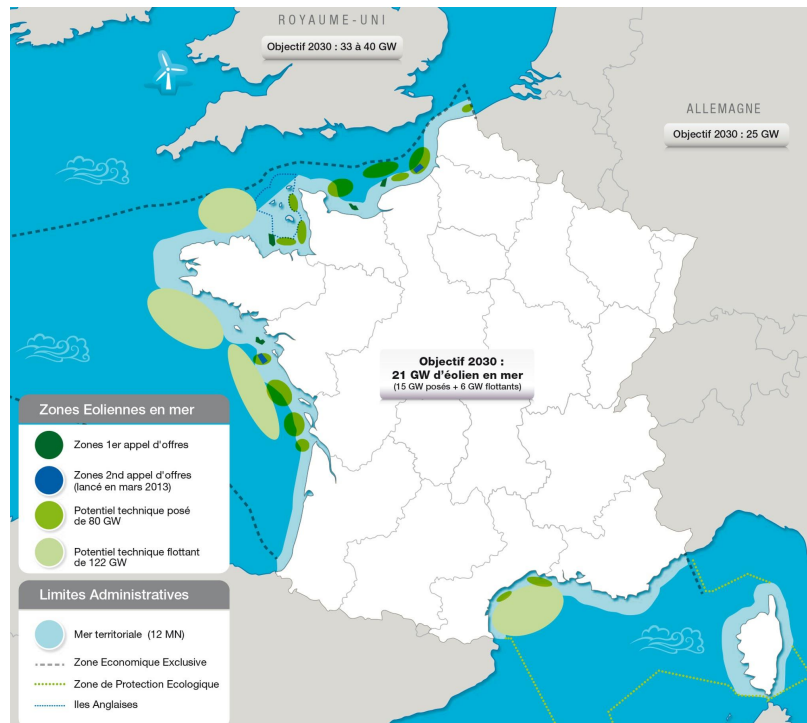 ROYAUME-UNI
Objectif 2030 : 33 à 40 GW
ALLEMAGNE
Objectif 2030 : 25 GW
Objectif 2030 :
21 GW d'éolien en mer
(15 GW posés + 6 GW flottants)
Zones Eoliennes en mer
Zones 1er appel d'offres
Zones 2nd appel d'offres
(lancé en mars 2013)
Potentiel technique posé
de 80 GW
Potentiel technique flottant
de 122 GW
Limites Administratives
Mer territoriale (12 MN)
Zone Economique Exclusive
Zone de Protection Ecologique
Iles Anglaises